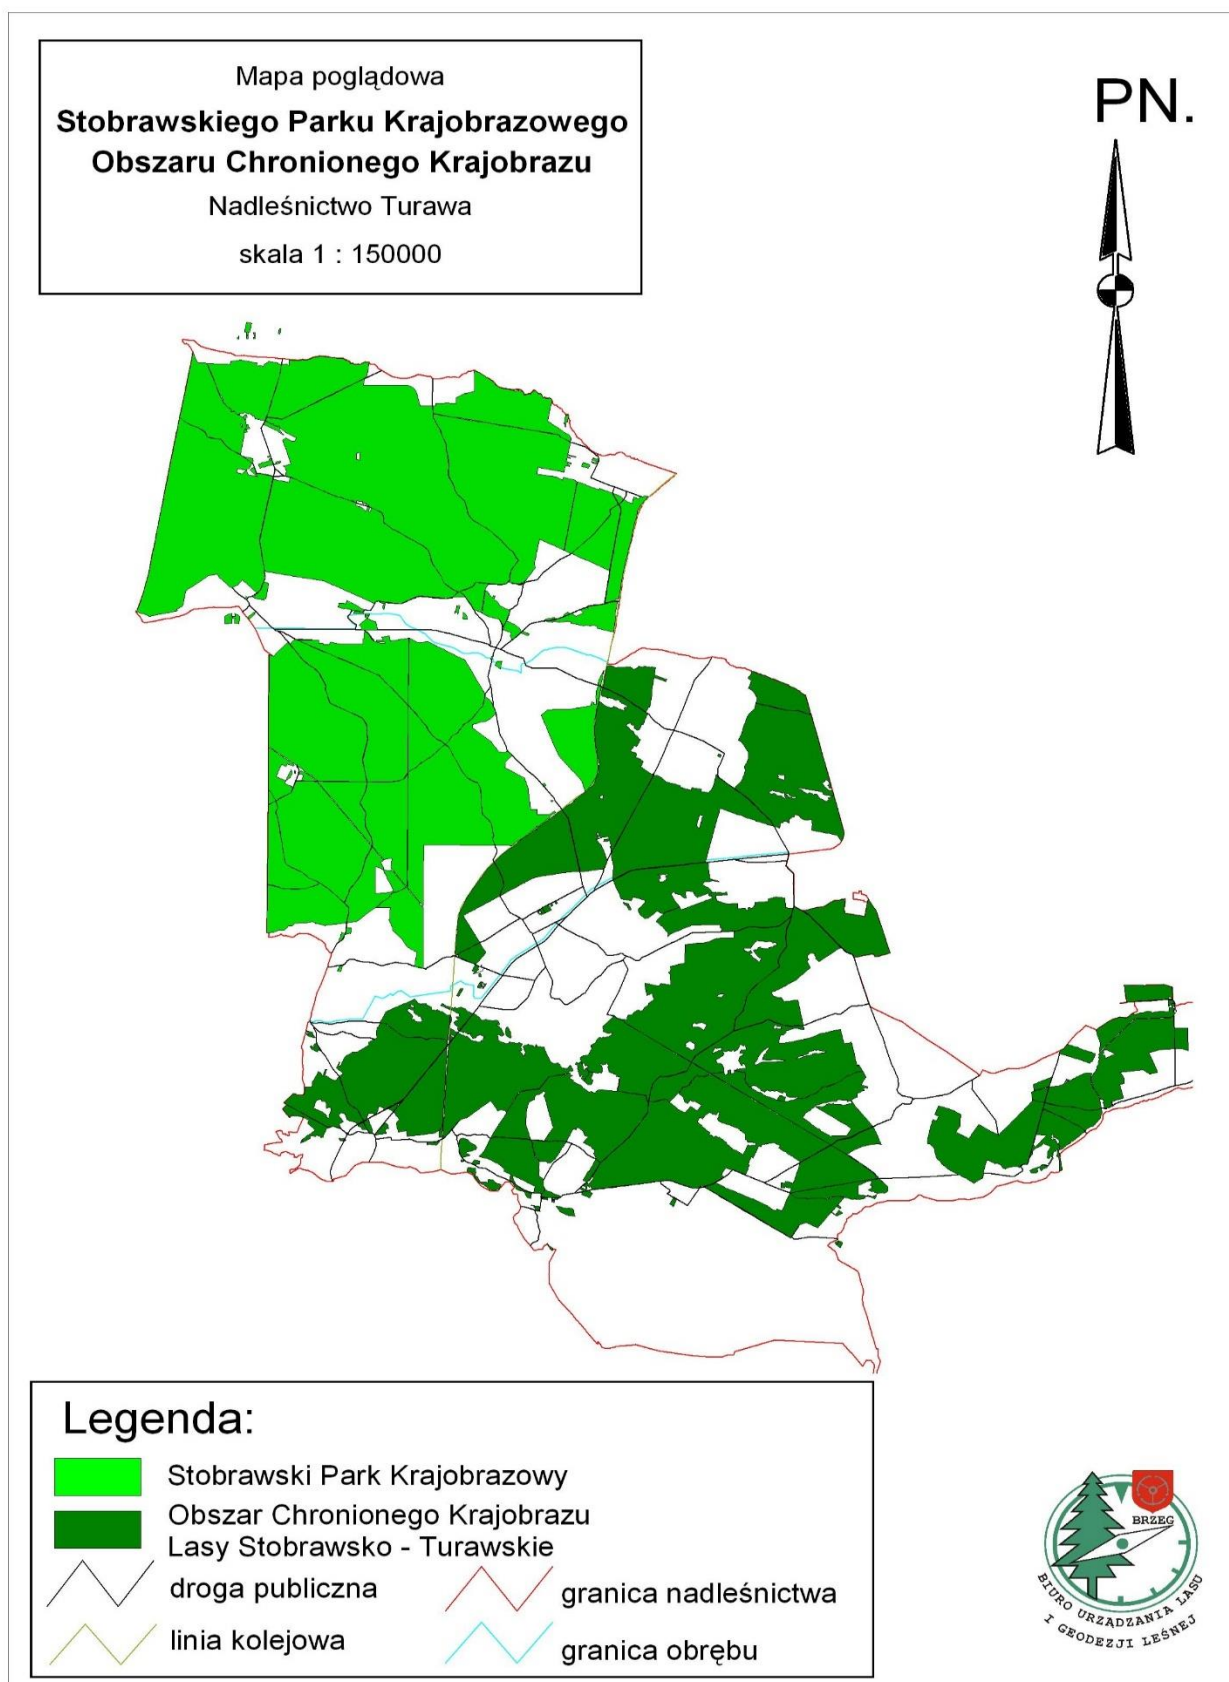 Mapa poglądowa
Stobrawskiego Parku Krajobrazowego
Obszaru Chronionego Krajobrazu
Nadleśnictwo Turawa
skala 1 : 150000
PN.
Legenda:
Stobrawski Park Krajobrazowy
Obszar Chronionego Krajobrazu
Lasy Stobrawsko - Turawskie
droga publiczna
granica nadleśnictwa
linia kolejowa
granica obrębu
BRZEG
BIURO URZĄDZANIA LASU
I GEODEZJI LEŚNEJ